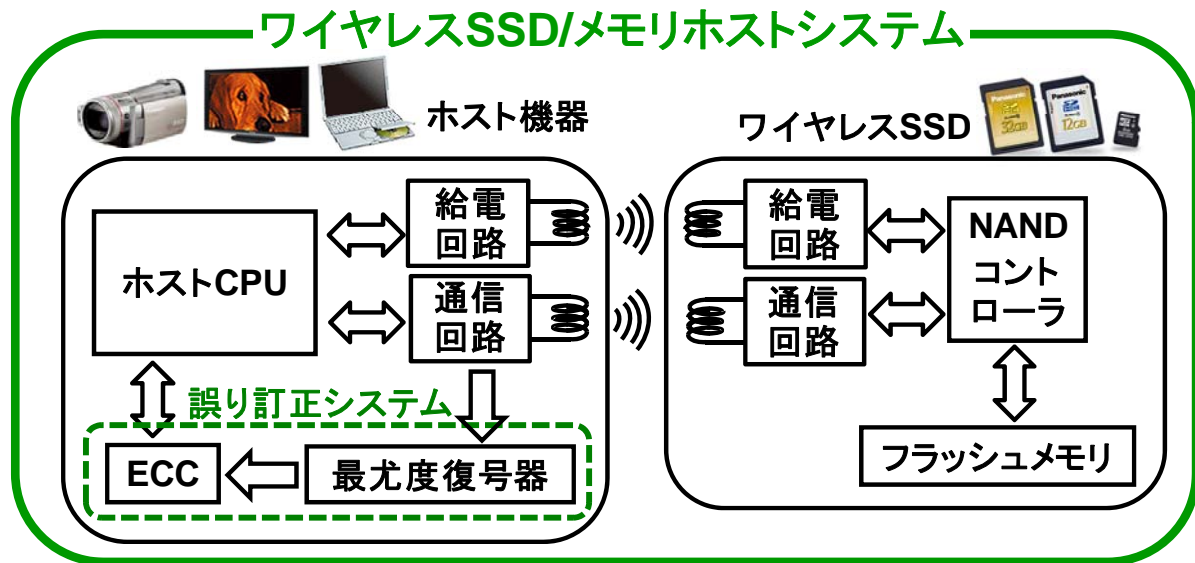 ワイヤレスSSD/メモリホストシステム
ホスト機器
ワイヤレスSSD
Panasonic
32GB
Panasonic
12GB
ホストCPU
給電
回路
通信
回路
給電
回路
通信
回路
NAND
コント
ローラ
誤り訂正システム
ECC
最尤度復号器
フラッシュメモリ